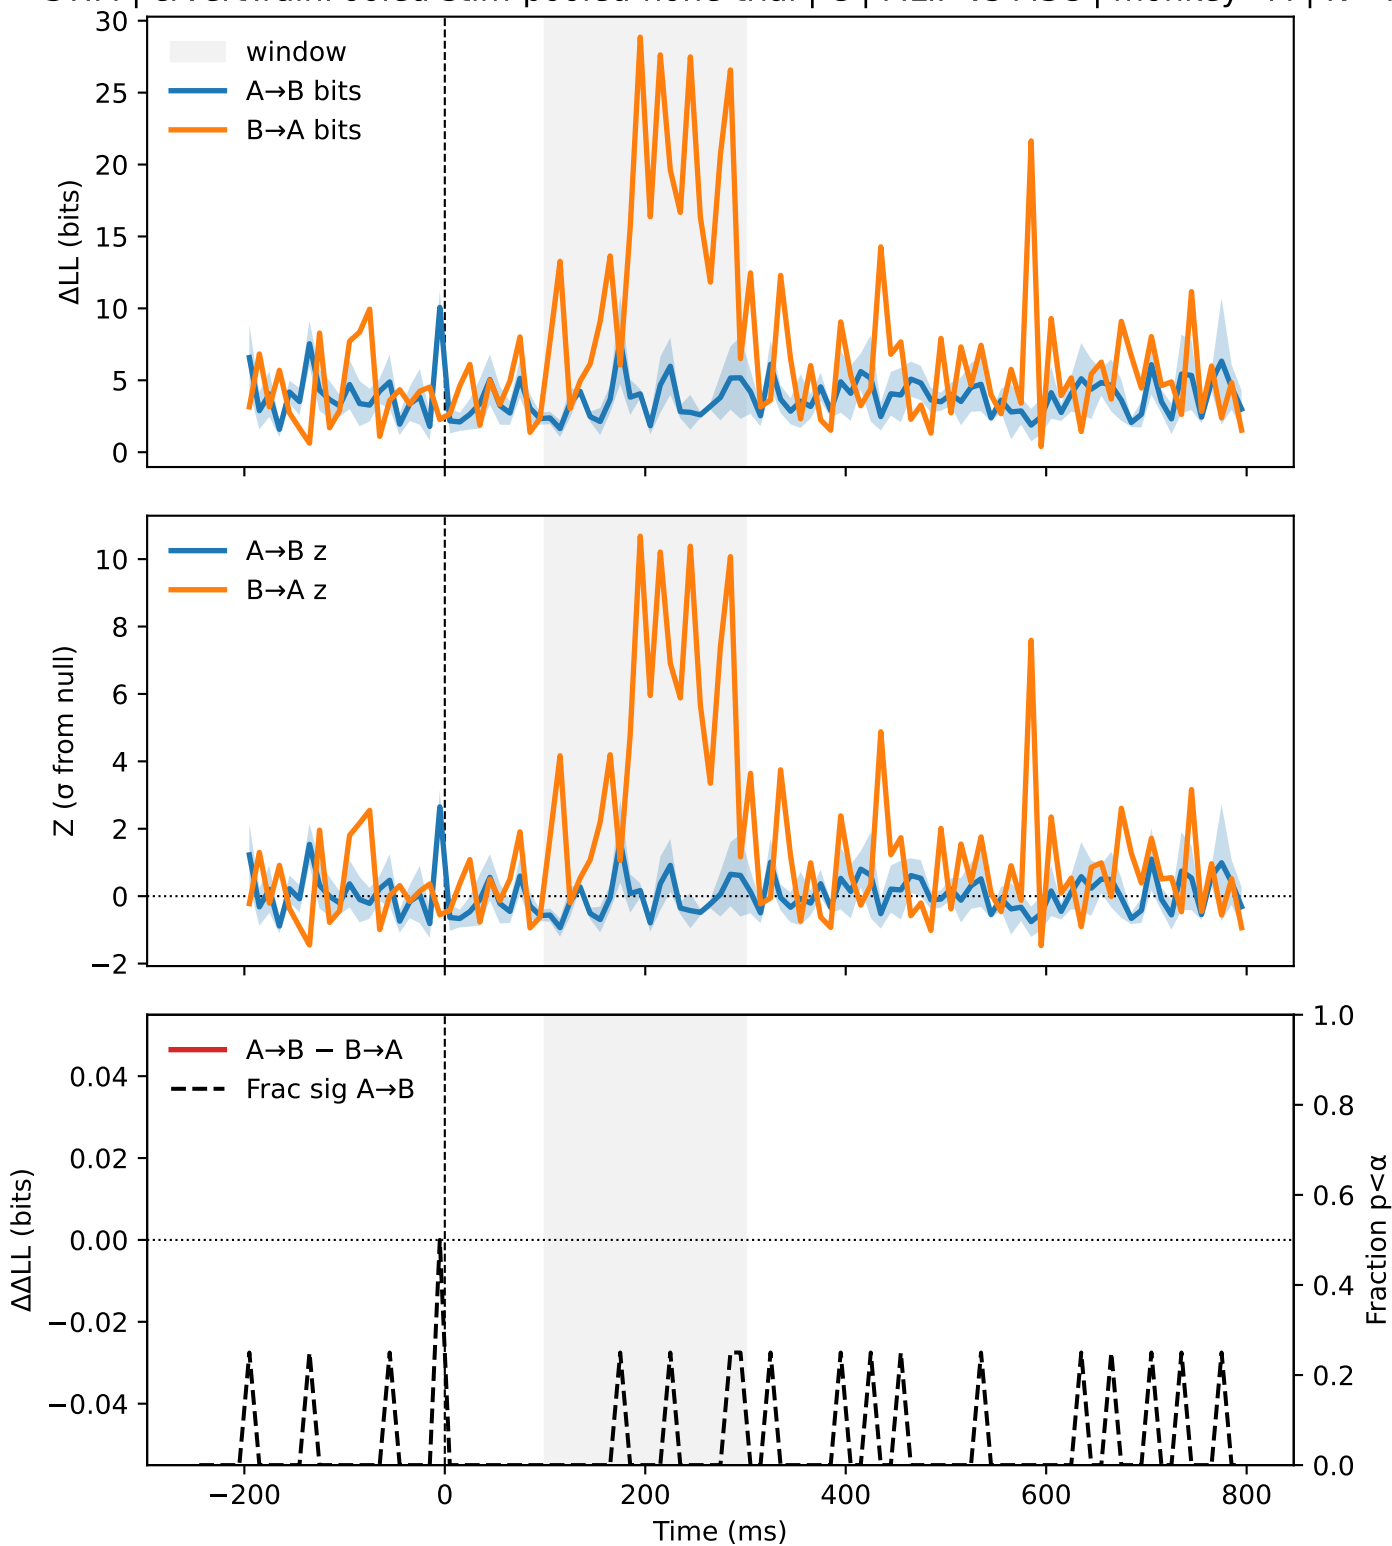 30
25
20
15
10
5
0
ΔLL (bits)
window
A→B bits
B→A bits
10
8
6
4
2
0
−2
Z (σ from null)
A→B z
B→A z
0.04
0.02
0.00
−0.02
−0.04
ΔΔLL (bits)
A→B − B→A
Frac sig A→B
1.0
0.8
0.6
0.4
0.2
0.0
Fraction p<α
−200 0 200 400 600 800
Time (ms)